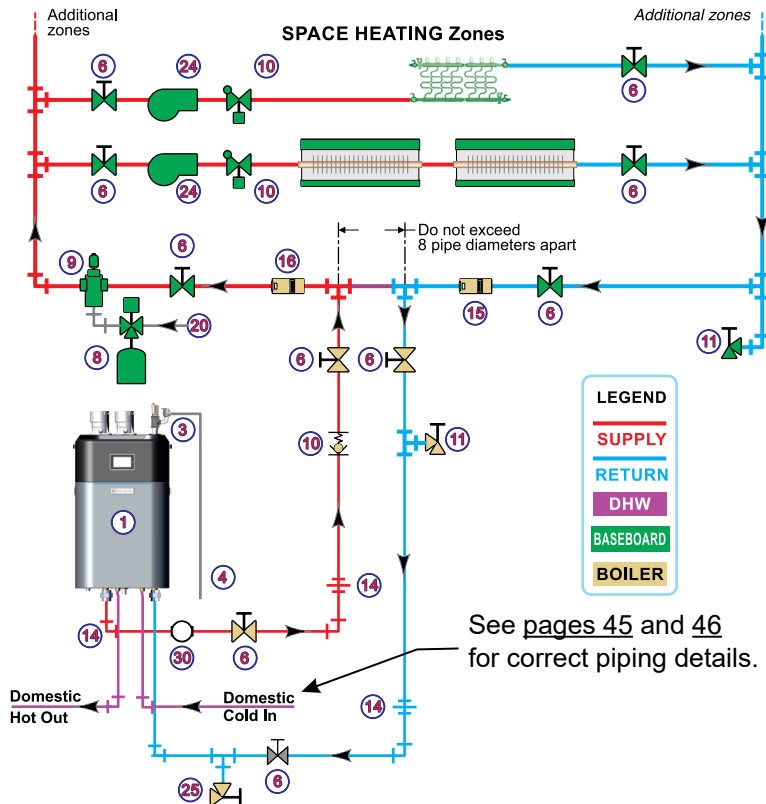 Additional
zones
SPACE HEATING Zones
Additional zones
6
24
10
6
6
24
10
6
Do not exceed
8 pipe diameters apart
9
6
16
15
6
8
20
11
6
6
3
10
11
1
4
14
14
30
6
14
Domestic
Hot Out
Domestic
Cold In
25
6
LEGEND
SUPPLY
RETURN
DHW
BASEBOARD
BOILER
See pages 45 and 46
for correct piping details.